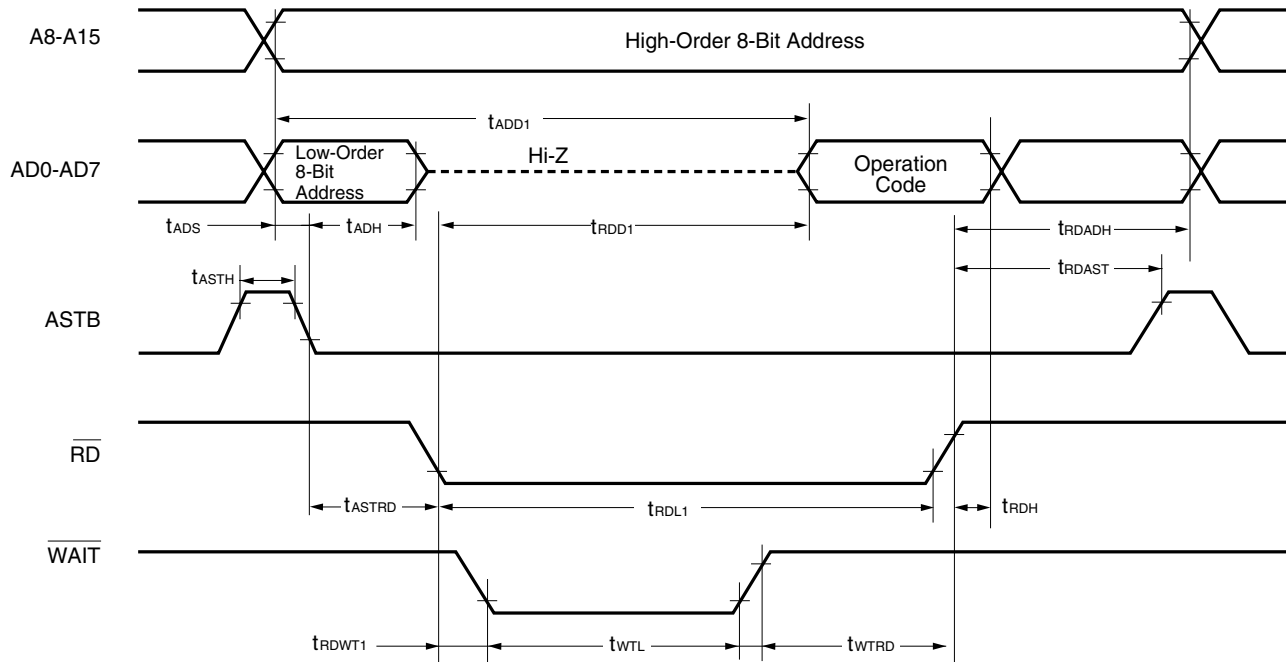 A8-A15
High-Order 8-Bit Address
tADD1
AD0-AD7
Low-Order
8-Bit
Address
Hi-Z
Operation
Code
tADS
tADH
tRDD1
tRDADH
tRDAST
tASTH
ASTB
RD
tASTRD
tRDL1
tRDH
WAIT
tRDWT1
tWTL
tWTRD